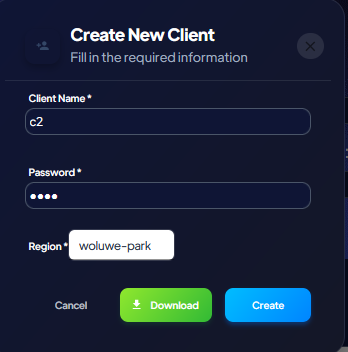 Create New Client
Fill in the required information
Client Name *
c2
Password *
••••
Region * woluwe-park
Cancel Download Create